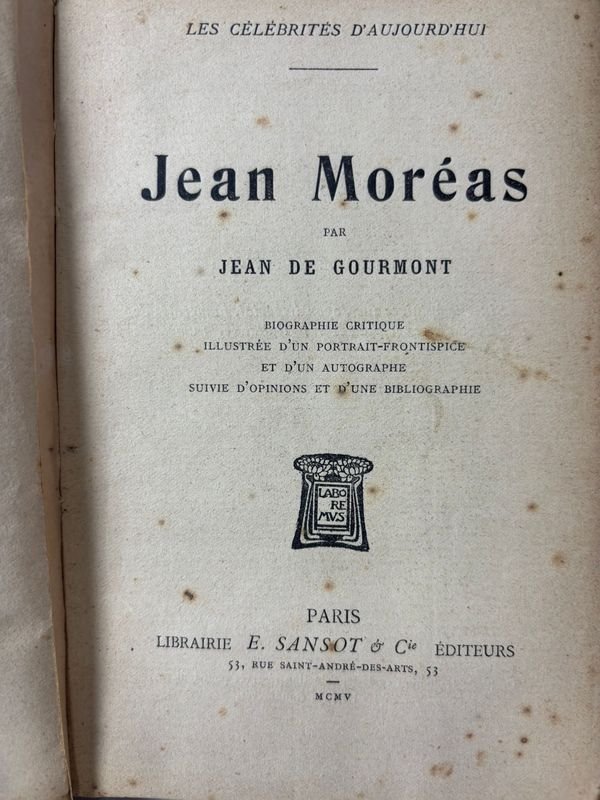 LES CÉLÉBRITÉS D'AUJOURD'HUI
Jean Moréas
PAR
JEAN DE GOURMONT
BIOGRAPHIE CRITIQUE
ILLUSTRÉE D'UN PORTRAIT-FRONTISPICE
ET D'UN AUTOGRAPHE
SUIVIE D'OPINIONS ET D'UNE BIBLIOGRAPHIE
LABO
RE
MVS
PARIS
LIBRAIRIE E. SANSOT & Cie ÉDITEURS
53, RUE SAINT-ANDRÉ-DES-ARTS, 53
MCMV